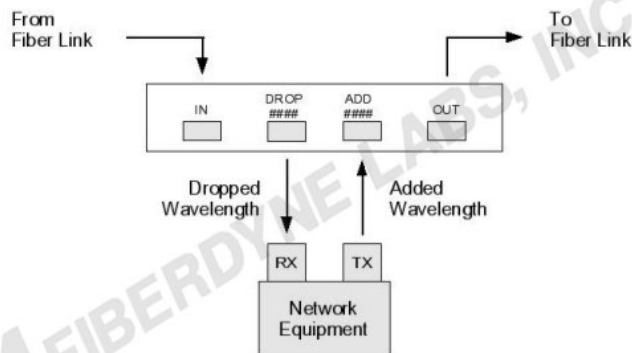 From
Fiber Link
To
Fiber Link
IN
DROP
####
ADD
####
OUT
Dropped
Wavelength
Added
Wavelength
RX
TX
Network
Equipment
FIBERDYNE LABS, INC